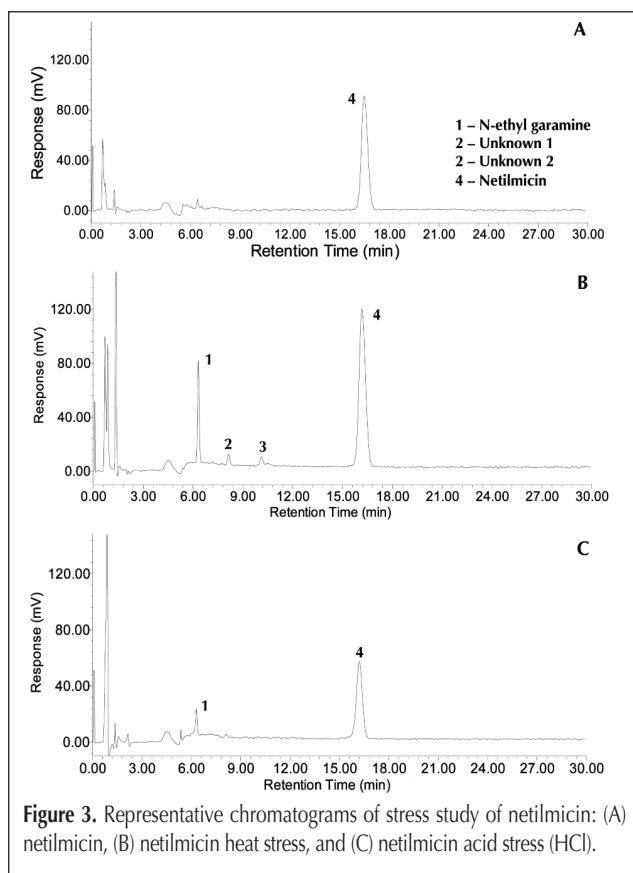 A
120.00
80.00
40.00
0.00
Response (mV)
4
1 – N-ethyl garamine
2 – Unknown 1
2 – Unknown 2
4 – Netilmicin
0.00 3.00 6.00 9.00 12.00 15.00 18.00 21.00 24.00 27.00 30.00
Retention Time (min)
B
120.00
80.00
40.00
0.00
Response (mV)
1
2
3
4
0.00 3.00 6.00 9.00 12.00 15.00 18.00 21.00 24.00 27.00 30.00
Retention Time (min)
C
120.00
80.00
40.00
0.00
Response (mV)
1
4
0.00 3.00 6.00 9.00 12.00 15.00 18.00 21.00 24.00 27.00 30.00
Retention Time (min)
Figure 3. Representative chromatograms of stress study of netilmicin: (A)
netilmicin, (B) netilmicin heat stress, and (C) netilmicin acid stress (HCl).